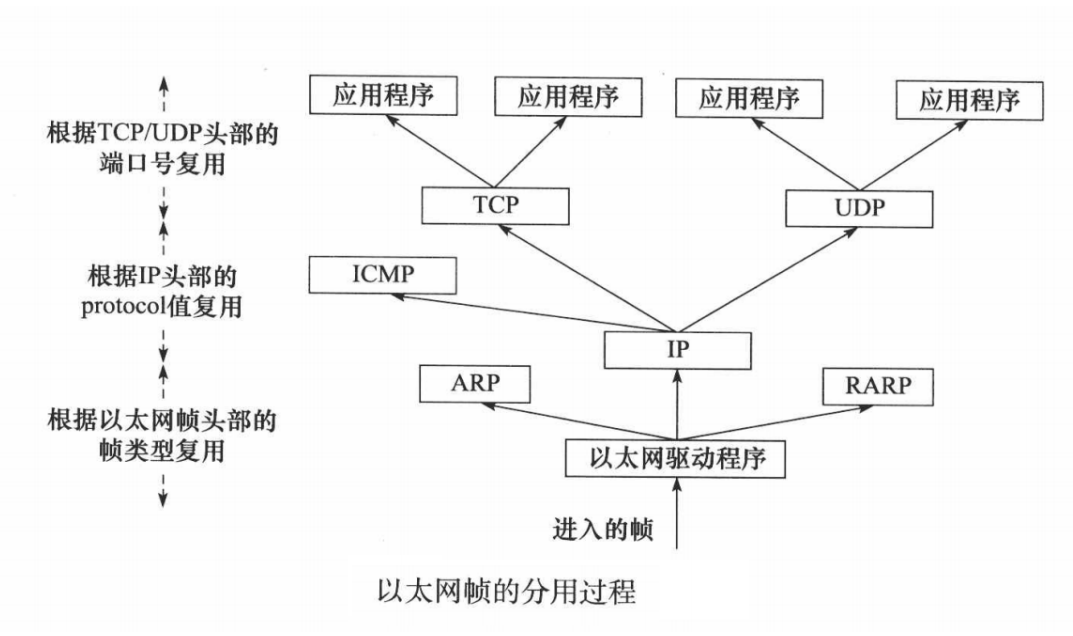 应用程序
应用程序
应用程序
应用程序
根据TCP/UDP头部的
端口号复用
TCP
UDP
根据IP头部的
protocol值复用
ICMP
IP
ARP
RARP
根据以太网帧头部的
帧类型复用
以太网驱动程序
进入的帧
以太网帧的分用过程